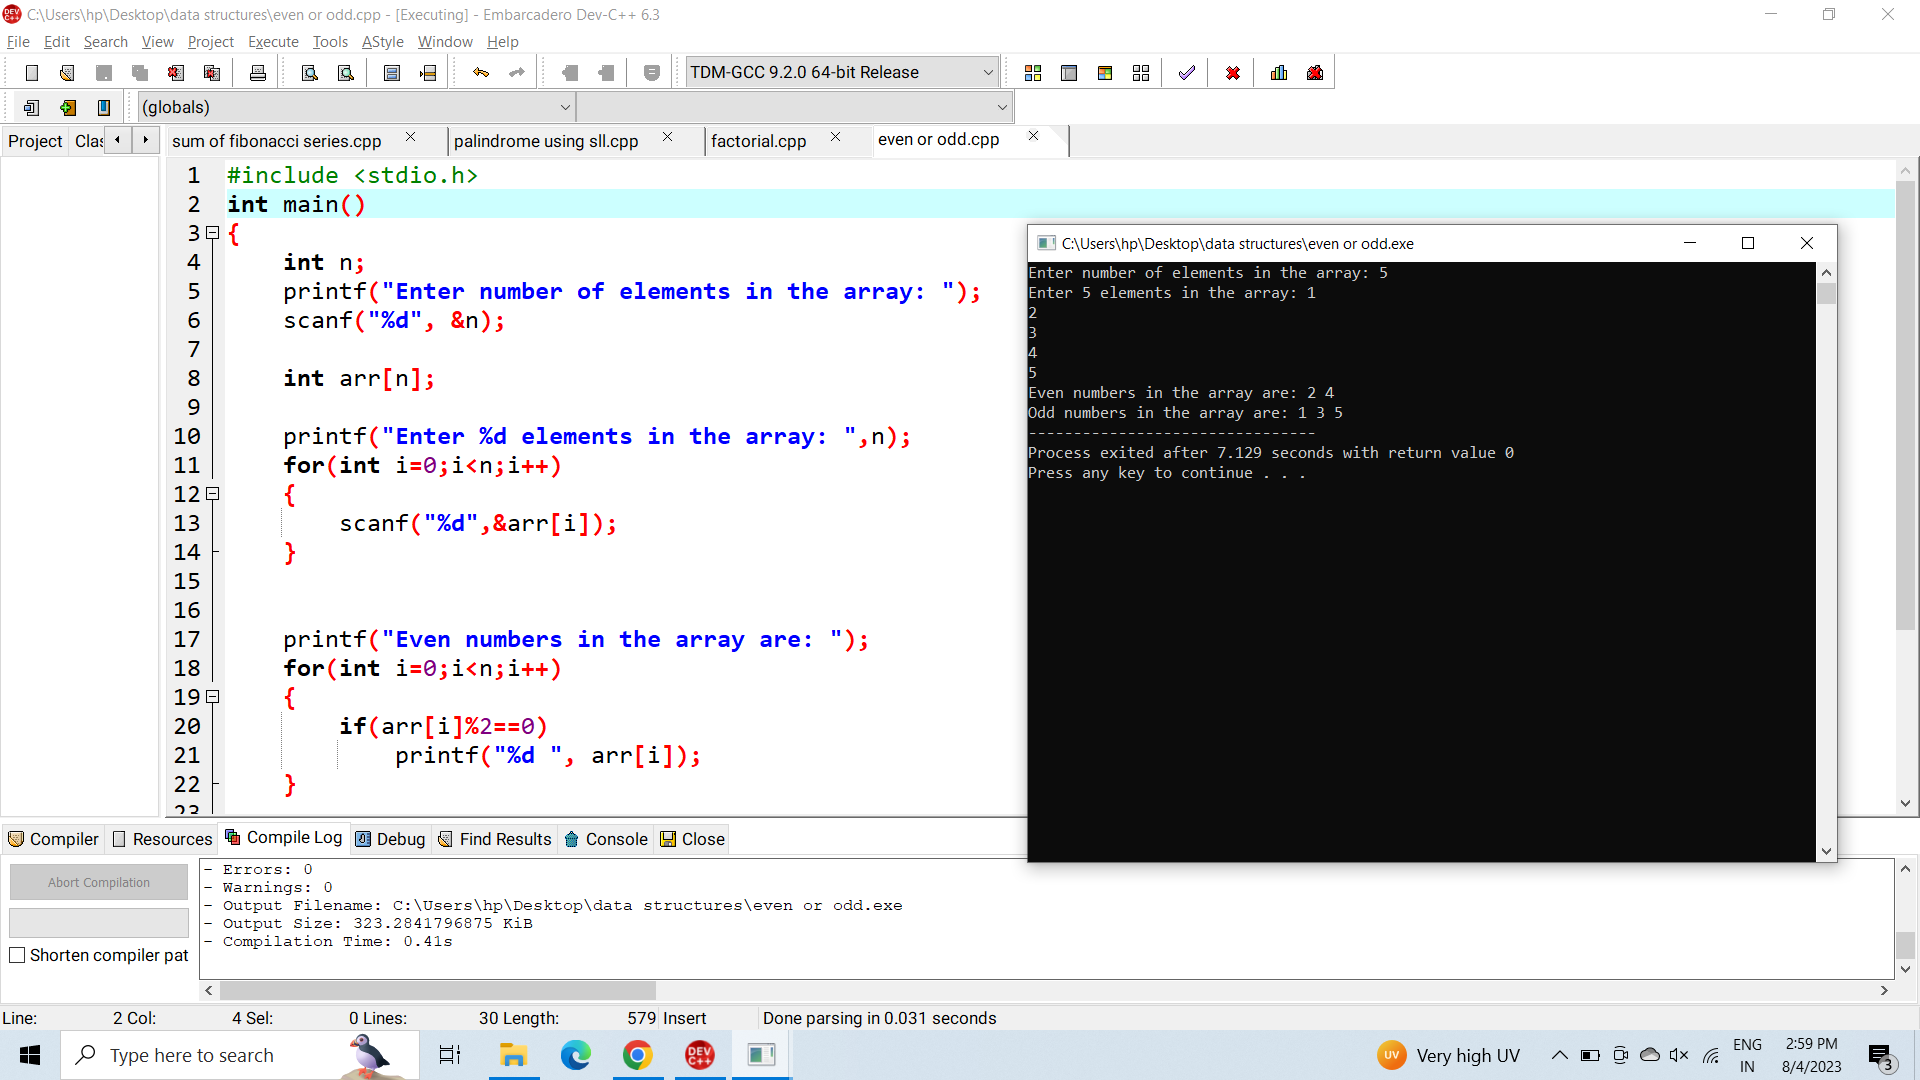 C:\Users\hp\Desktop\data structures\even or odd.cpp - [Executing] - Embarcadero Dev-C++ 6.3
File Edit Search View Project Execute Tools AStyle Window Help
TDM-GCC 9.2.0 64-bit Release
(globals)
Project Clas sum of fibonacci series.cpp palindrome using sll.cpp factorial.cpp even or odd.cpp
1 #include <stdio.h>
2 int main()
3 {
4 int n;
5 printf("Enter number of elements in the array: ");
6 scanf("%d", &n);
7
8 int arr[n];
9
10 printf("Enter %d elements in the array: ",n);
11 for(int i=0;i<n;i++)
12 {
13 scanf("%d",&arr[i]);
14 }
15
16
17 printf("Even numbers in the array are: ");
18 for(int i=0;i<n;i++)
19 {
20 if(arr[i]%2==0)
21 printf("%d ", arr[i]);
22 }
23
C:\Users\hp\Desktop\data structures\even or odd.exe
Enter number of elements in the array: 5
Enter 5 elements in the array: 1
2
3
4
5
Even numbers in the array are: 2 4
Odd numbers in the array are: 1 3 5
--------------------------------
Process exited after 7.129 seconds with return value 0
Press any key to continue . . .
Compiler Resources Compile Log Debug Find Results Console Close
Abort Compilation
Shorten compiler pat
- Errors: 0
- Warnings: 0
- Output Filename: C:\Users\hp\Desktop\data structures\even or odd.exe
- Output Size: 323.2841796875 KiB
- Compilation Time: 0.41s
Line: 2 Col: 4 Sel: 0 Lines: 30 Length: 579 Insert Done parsing in 0.031 seconds
Type here to search
DEV C++
UV Very high UV
ENG IN
2:59 PM
8/4/2023
3